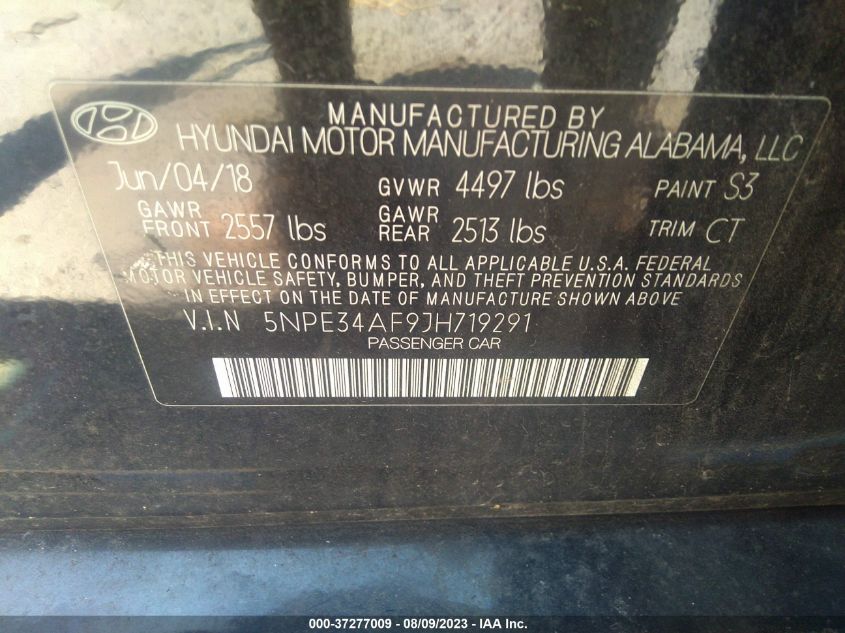 MANUFACTURED BY
HYUNDAI MOTOR MANUFACTURING ALABAMA, LLC
Jun/04/18 GVWR 4497 lbs PAINT S3
GAWR FRONT 2557 lbs GAWR REAR 2513 lbs TRIM CT
THIS VEHICLE CONFORMS TO ALL APPLICABLE U.S.A. FEDERAL
MOTOR VEHICLE SAFETY, BUMPER, AND THEFT PREVENTION STANDARDS
IN EFFECT ON THE DATE OF MANUFACTURE SHOWN ABOVE
V.I.N 5NPE34AF9JH719291
PASSENGER CAR
000-37277009 - 08/09/2023 - IAA Inc.